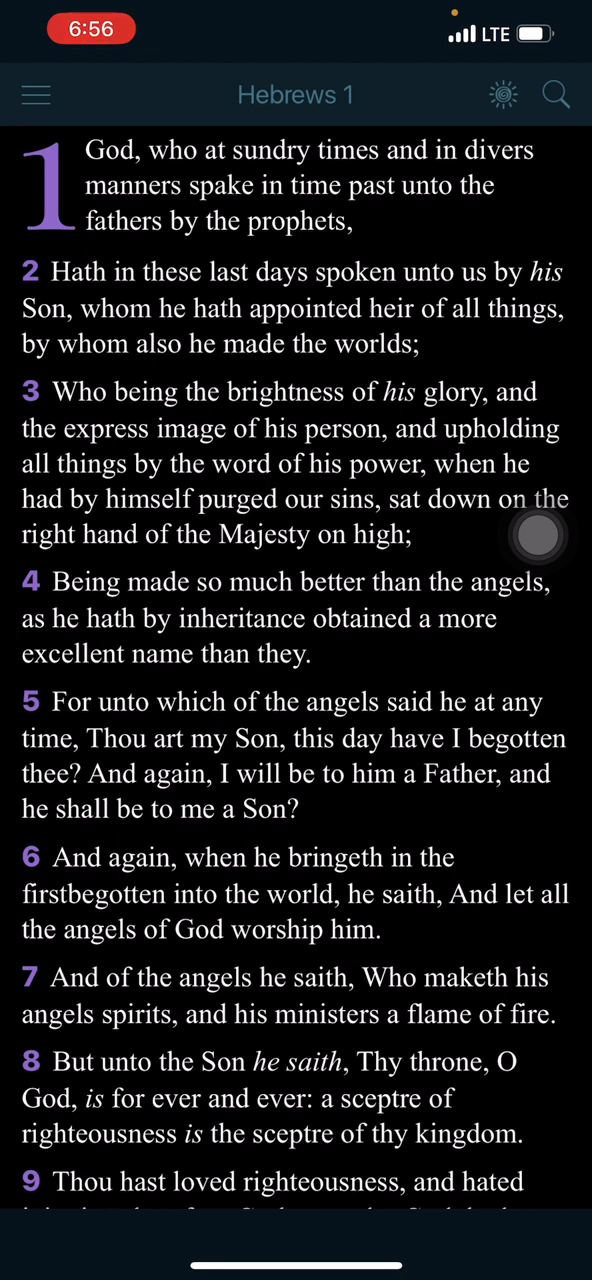 6:56
LTE
Hebrews 1
1 God, who at sundry times and in divers
manners spake in time past unto the
fathers by the prophets,
2 Hath in these last days spoken unto us by his
Son, whom he hath appointed heir of all things,
by whom also he made the worlds;
3 Who being the brightness of his glory, and
the express image of his person, and upholding
all things by the word of his power, when he
had by himself purged our sins, sat down on the
right hand of the Majesty on high;
4 Being made so much better than the angels,
as he hath by inheritance obtained a more
excellent name than they.
5 For unto which of the angels said he at any
time, Thou art my Son, this day have I begotten
thee? And again, I will be to him a Father, and
he shall be to me a Son?
6 And again, when he bringeth in the
firstbegotten into the world, he saith, And let all
the angels of God worship him.
7 And of the angels he saith, Who maketh his
angels spirits, and his ministers a flame of fire.
8 But unto the Son he saith, Thy throne, O
God, is for ever and ever: a sceptre of
righteousness is the sceptre of thy kingdom.
9 Thou hast loved righteousness, and hated